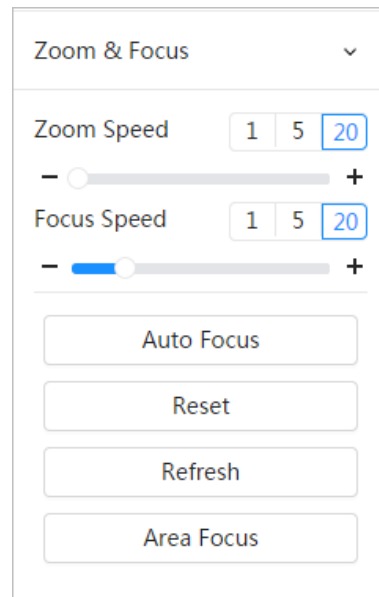 Zoom & Focus
Zoom Speed 1 5 20
− +
Focus Speed 1 5 20
− +
Auto Focus
Reset
Refresh
Area Focus